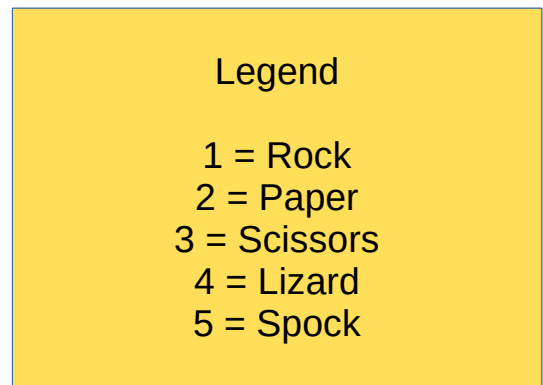 Legend
1 = Rock
2 = Paper
3 = Scissors
4 = Lizard
5 = Spock